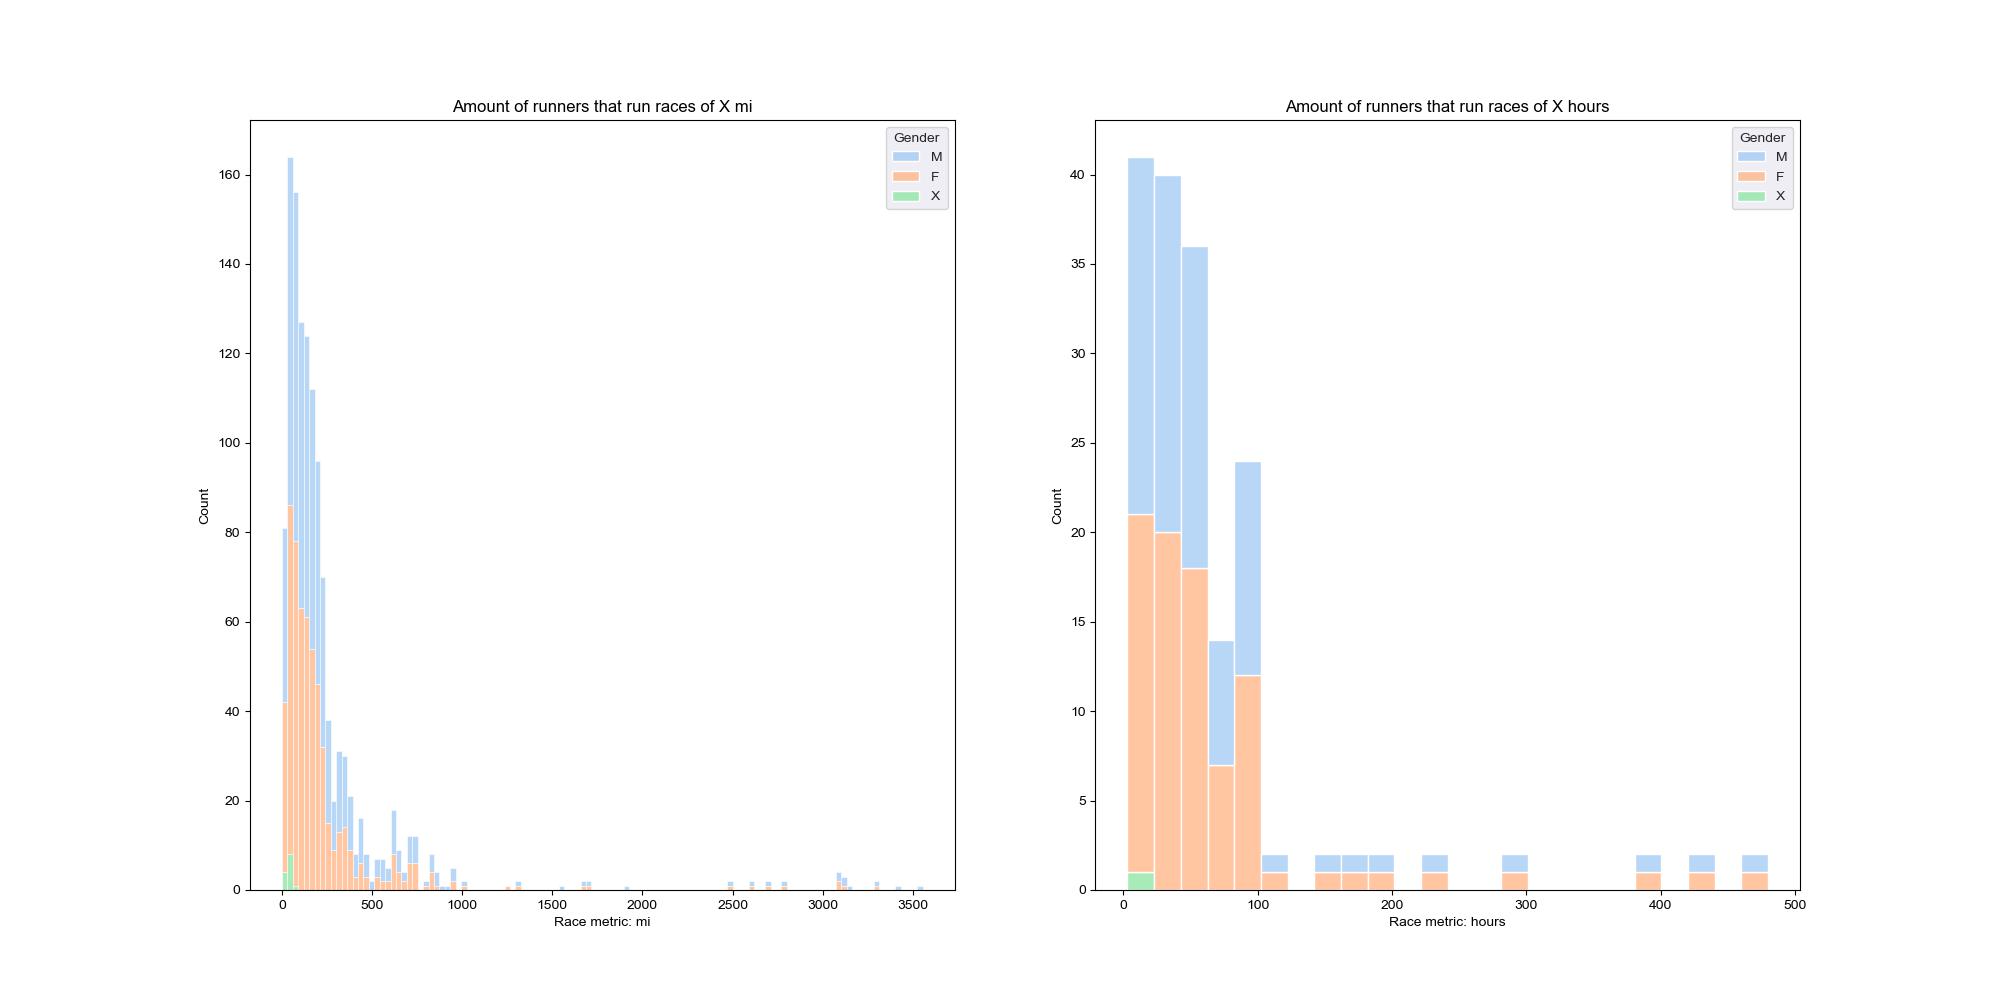 Amount of runners that run races of X mi
Gender
M
F
X
160
140
120
100
80
60
40
20
0
Count
0 500 1000 1500 2000 2500 3000 3500
Race metric: mi
Amount of runners that run races of X hours
Gender
M
F
X
40
35
30
25
20
15
10
5
0
Count
0 100 200 300 400 500
Race metric: hours